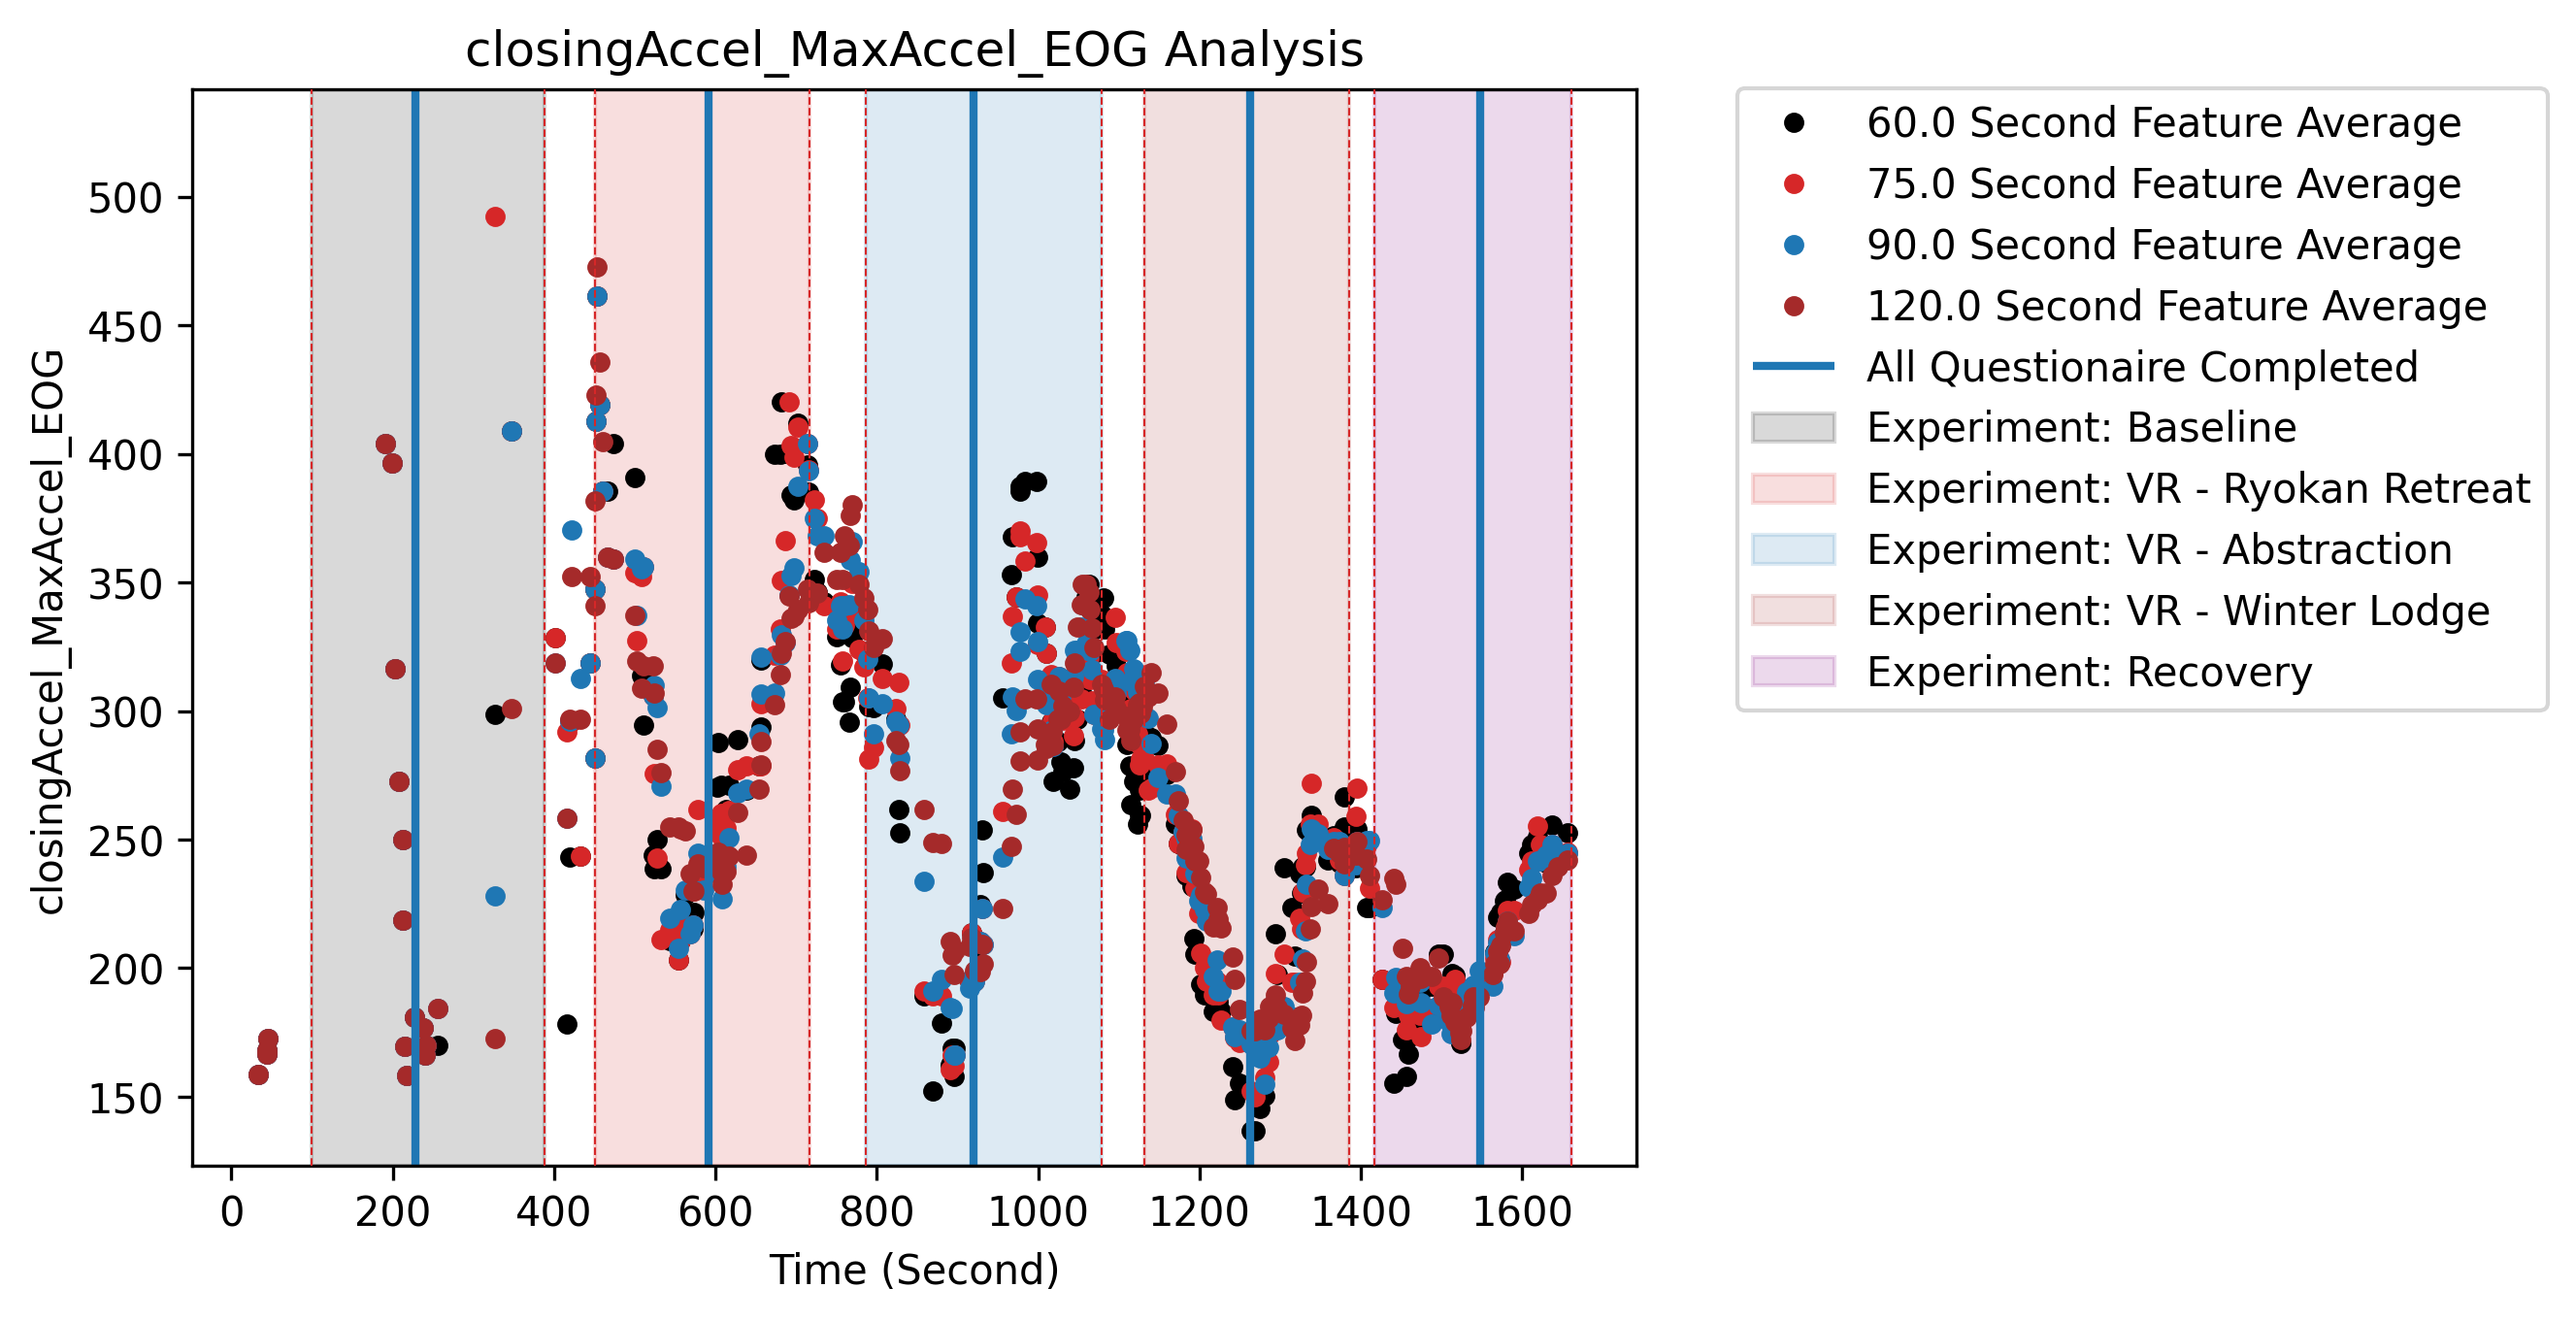 closingAccel_MaxAccel_EOG Analysis
closingAccel_MaxAccel_EOG
500
450
400
350
300
250
200
150
0 200 400 600 800 1000 1200 1400 1600
Time (Second)
60.0 Second Feature Average
75.0 Second Feature Average
90.0 Second Feature Average
120.0 Second Feature Average
All Questionaire Completed
Experiment: Baseline
Experiment: VR - Ryokan Retreat
Experiment: VR - Abstraction
Experiment: VR - Winter Lodge
Experiment: Recovery